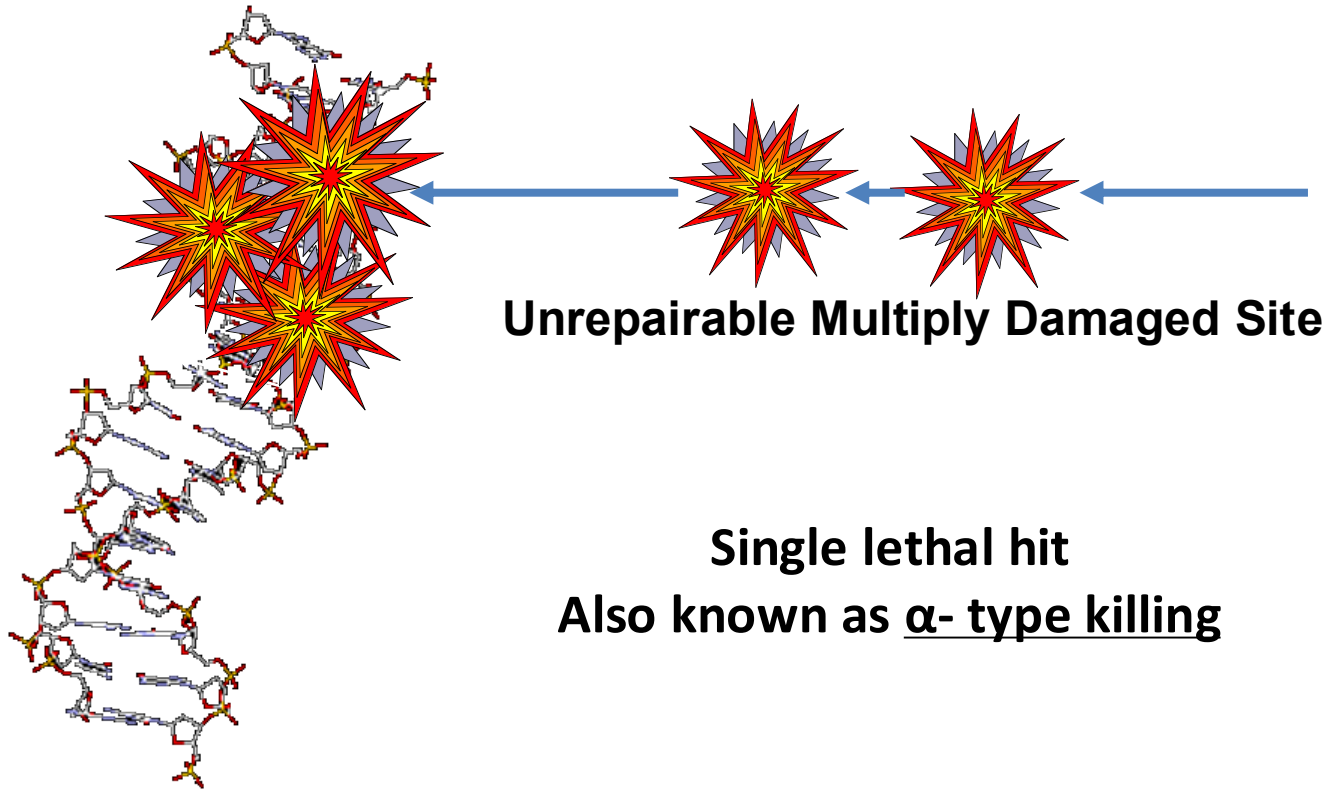 Unrepairable Multiply Damaged Site
Single lethal hit
Also known as α- type killing